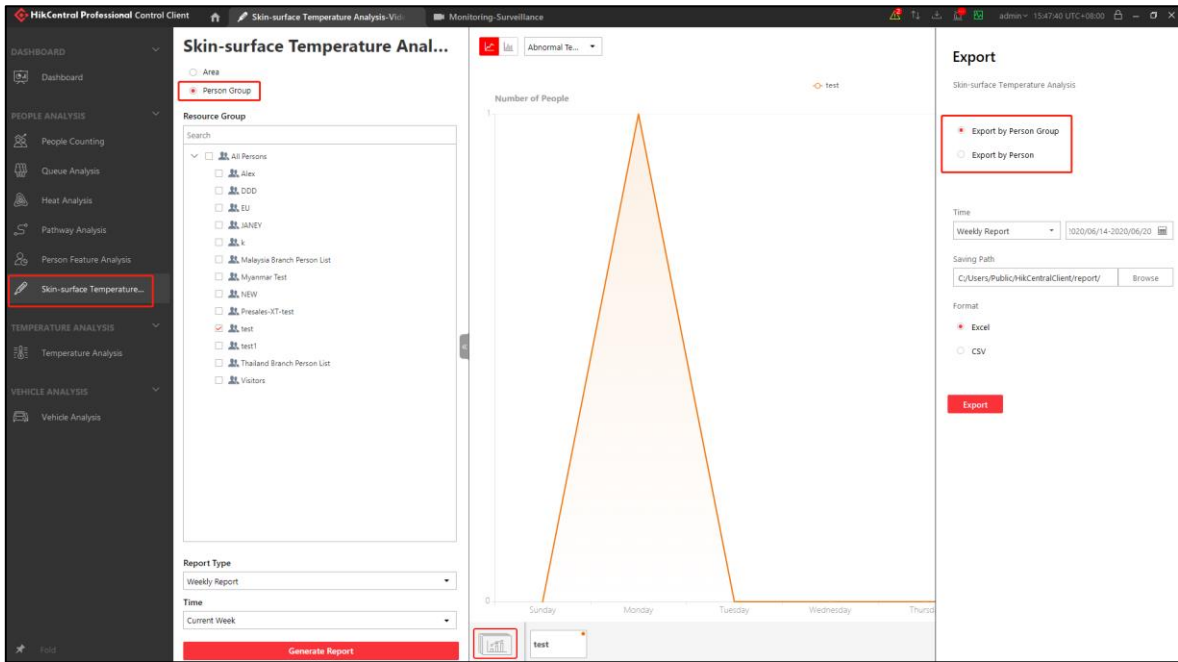 HikCentral Professional Control Client
Skin-surface Temperature Analysis-Vid
Monitoring-Surveillance
admin 15:47:40 UTC+08:00
DASHBOARD
Dashboard
PEOPLE ANALYSIS
People Counting
Queue Analysis
Heat Analysis
Pathway Analysis
Person Feature Analysis
Skin-surface Temperature...
TEMPERATURE ANALYSIS
Temperature Analysis
VEHICLE ANALYSIS
Vehicle Analysis
Fold
Skin-surface Temperature Anal...
Area
Person Group
Resource Group
Search
All Persons
Alex
DDD
EU
JANEY
k
Malaysia Branch Person List
Myanmar Test
NEW
Presales-XT-test
test
test1
Thailand Branch Person List
Visitors
Report Type
Weekly Report
Time
Current Week
Generate Report
Abnormal Te...
test
Number of People
1
0
Sunday Monday Tuesday Wednesday Thursd
test
Export
Skin-surface Temperature Analysis
Export by Person Group
Export by Person
Time
Weekly Report
2020/06/14-2020/06/20
Saving Path
C:/Users/Public/HikCentralClient/report/ Browse
Format
Excel
CSV
Export